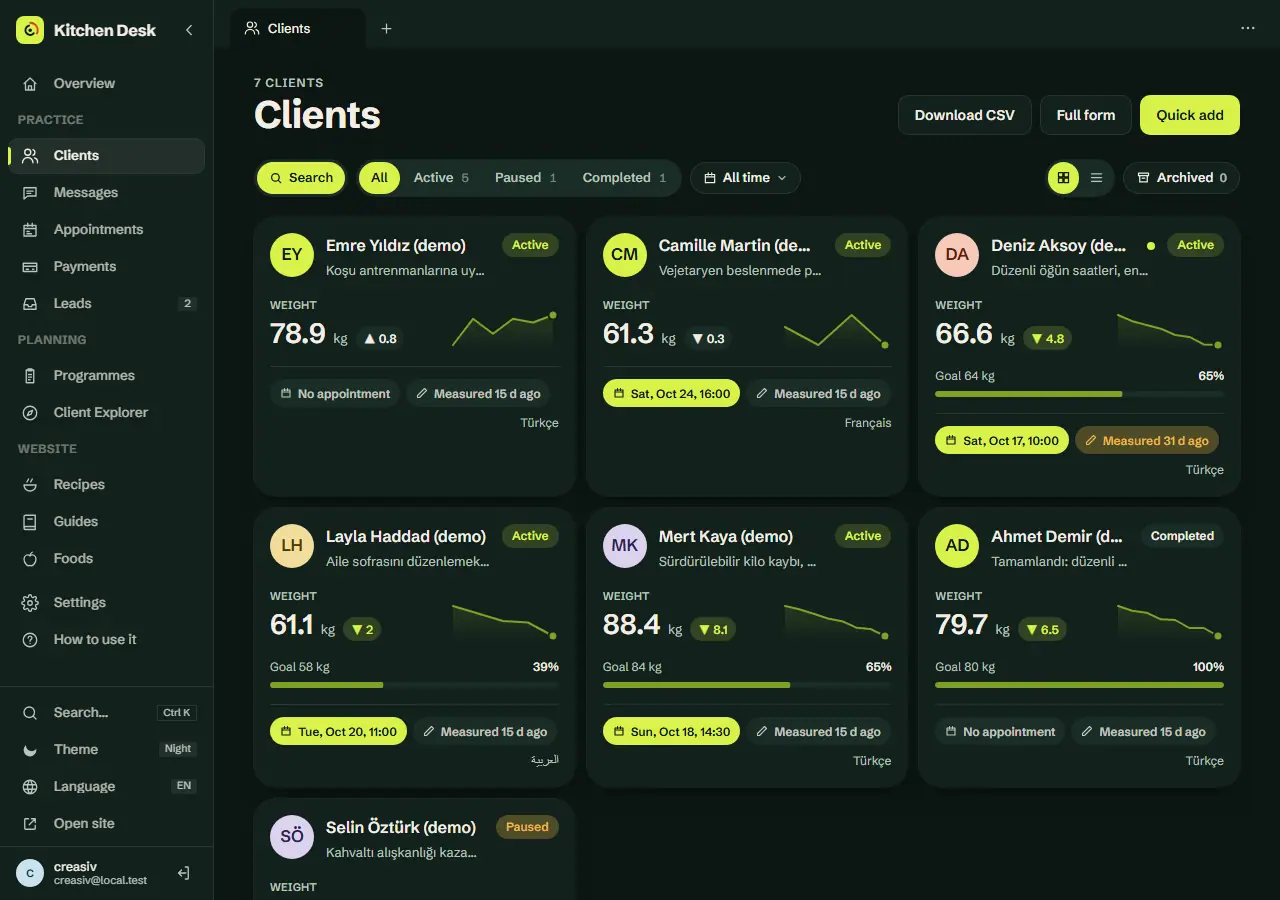 Kitchen Desk
Overview
PRACTICE
Clients
Messages
Appointments
Payments
Leads 2
PLANNING
Programmes
Client Explorer
WEBSITE
Recipes
Guides
Foods
Settings
How to use it
Search... Ctrl K
Theme Night
Language EN
Open site
C creasiv
creasiv@local.test
Clients
7 CLIENTS
Clients
Download CSV Full form Quick add
Search All Active 5 Paused 1 Completed 1 All time Archived 0
EY Emre Yıldız (demo) Active
Koşu antrenmanlarına uy...
WEIGHT
78.9 kg ▲ 0.8
No appointment Measured 15 d ago
Türkçe
CM Camille Martin (de... Active
Vejetaryen beslenmede p...
WEIGHT
61.3 kg ▼ 0.3
Sat, Oct 24, 16:00 Measured 15 d ago
Français
DA Deniz Aksoy (de... Active
Düzenli öğün saatleri, en...
WEIGHT
66.6 kg ▼ 4.8
Goal 64 kg 65%
Sat, Oct 17, 10:00 Measured 31 d ago
Türkçe
LH Layla Haddad (demo) Active
Aile sofrasını düzenlemek...
WEIGHT
61.1 kg ▼ 2
Goal 58 kg 39%
Tue, Oct 20, 11:00 Measured 15 d ago
العربية
MK Mert Kaya (demo) Active
Sürdürülebilir kilo kaybı, ...
WEIGHT
88.4 kg ▼ 8.1
Goal 84 kg 65%
Sun, Oct 18, 14:30 Measured 15 d ago
Türkçe
AD Ahmet Demir (d... Completed
Tamamlandı: düzenli ...
WEIGHT
79.7 kg ▼ 6.5
Goal 80 kg 100%
No appointment Measured 15 d ago
Türkçe
SÖ Selin Öztürk (demo) Paused
Kahvaltı alışkanlığı kaza...
WEIGHT